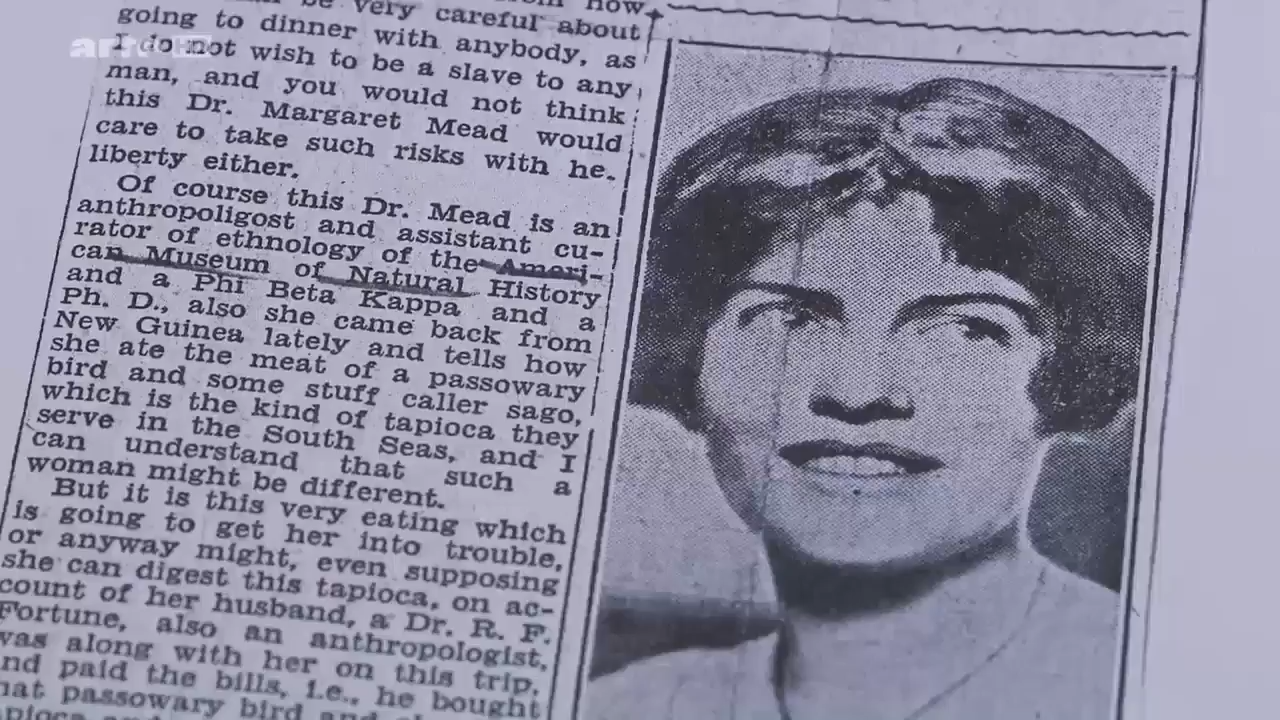 arte HD
be very careful about
going to dinner with anybody, as
I do not wish to be a slave to any
man, and you would not think
this Dr. Margaret Mead would
care to take such risks with he.
liberty either.
Of course this Dr. Mead is an
anthropoligost and assistant cu-
rator of ethnology of the Ameri-
can Museum of Natural History
and a Phi Beta Kappa and a
Ph. D., also she came back from
New Guinea lately and tells how
she ate the meat of a passowary
bird and some stuff caller sago,
which is the kind of tapioca they
serve in the South Seas, and I
can understand that such a
woman might be different.
But it is this very eating which
is going to get her into trouble,
or anyway might, even supposing
she can digest this tapioca, on ac-
count of her husband, a Dr. R. F.
Fortune, also an anthropologist,
was along with her on this trip,
nd paid the bills, i.e., he bought
hat passowary bird and